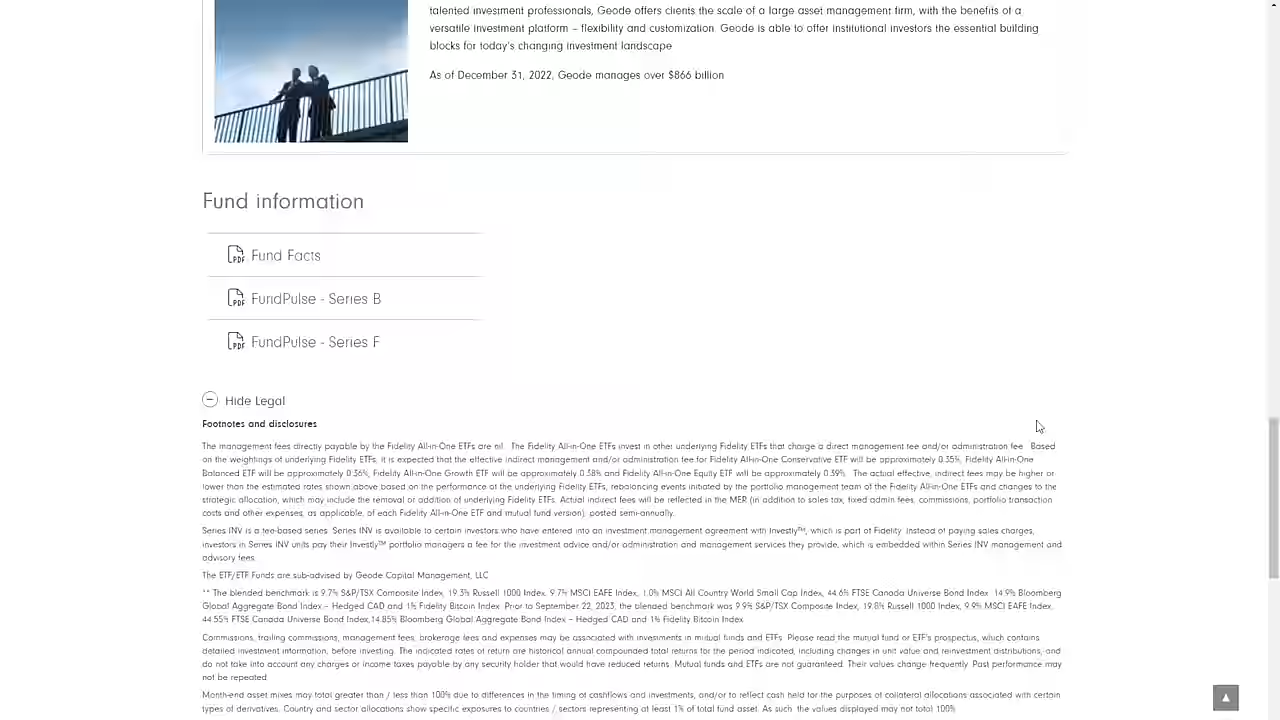 talented investment professionals, Geode offers clients the scale of a large asset management firm, with the benefits of a
versatile investment platform – flexibility and customization. Geode is able to offer institutional investors the essential building
blocks for today's changing investment landscape
As of December 31, 2022, Geode manages over $866 billion
Fund information
PDF Fund Facts
PDF FundPulse - Series B
PDF FundPulse - Series F
Hide Legal
Footnotes and disclosures
The management fees directly payable by the Fidelity All-in-One ETFs are nil. The Fidelity All-in-One ETFs invest in other underlying Fidelity ETFs that charge a direct management fee and/or administration fee. Based
on the weightings of underlying Fidelity ETFs, it is expected that the effective indirect management and/or administration fee for Fidelity All-in-One Conservative ETF will be approximately 0.35%, Fidelity All-in-One
Balanced ETF will be approximately 0.36%, Fidelity All-in-One Growth ETF will be approximately 0.38% and Fidelity All-in-One Equity ETF will be approximately 0.39%. The actual effective, indirect fees may be higher or
lower than the estimated rates shown above based on the performance of the underlying Fidelity ETFs, rebalancing events initiated by the portfolio management team of the Fidelity All-in-One ETFs and changes to the
strategic allocation, which may include the removal or addition of underlying Fidelity ETFs. Actual indirect fees will be reflected in the MER (in addition to sales tax, fixed admin fees, commissions, portfolio transaction
costs and other expenses, as applicable, of each Fidelity All-in-One ETF and mutual fund version), posted semi-annually.
Series INV is a fee-based series. Series INV is available to certain investors who have entered into an investment management agreement with Investly™, which is part of Fidelity. Instead of paying sales charges,
investors in Series INV units pay their Investly™ portfolio managers a fee for the investment advice and/or administration and management services they provide, which is embedded within Series INV management and
advisory fees.
The ETF/ETF Funds are sub-advised by Geode Capital Management, LLC
** The blended benchmark is 9.7% S&P/TSX Composite Index, 19.3% Russell 1000 Index, 9.7% MSCI EAFE Index, 1.0% MSCI All Country World Small Cap Index, 44.6% FTSE Canada Universe Bond Index 14.9% Bloomberg
Global Aggregate Bond Index – Hedged CAD and 1% Fidelity Bitcoin Index. Prior to September 22, 2023, the blended benchmark was 9.9% S&P/TSX Composite Index, 19.8% Russell 1000 Index, 9.9% MSCI EAFE Index,
44.55% FTSE Canada Universe Bond Index,14.85% Bloomberg Global Aggregate Bond Index – Hedged CAD and 1% Fidelity Bitcoin Index
Commissions, trailing commissions, management fees, brokerage fees and expenses may be associated with investments in mutual funds and ETFs. Please read the mutual fund or ETF's prospectus, which contains
detailed investment information, before investing. The indicated rates of return are historical annual compounded total returns for the period indicated, including changes in unit value and reinvestment distributions, and
do not take into account any charges or income taxes payable by any security holder that would have reduced returns. Mutual funds and ETFs are not guaranteed. Their values change frequently. Past performance may
not be repeated
Month-end asset mixes may total greater than / less than 100% due to differences in the timing of cashflows and investments, and/or to reflect cash held for the purposes of collateral allocations associated with certain
types of derivatives. Country and sector allocations show specific exposures to countries / sectors representing at least 1% of total fund asset. As such, the values displayed may not total 100%